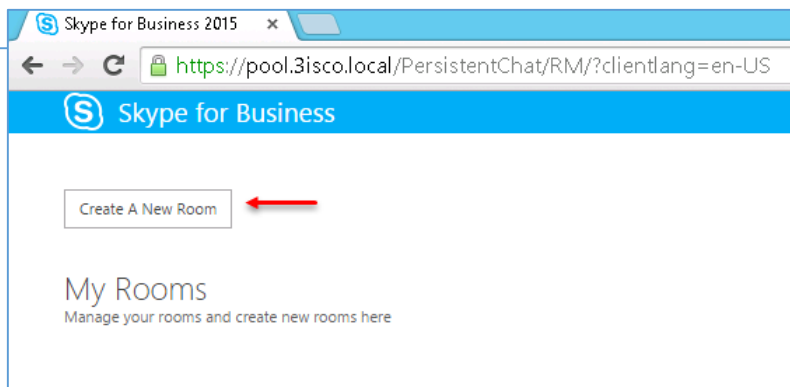 Skype for Business 2015
https://pool.3isco.local/PersistentChat/RM/?clientlang=en-US
Skype for Business
Create A New Room
My Rooms
Manage your rooms and create new rooms here